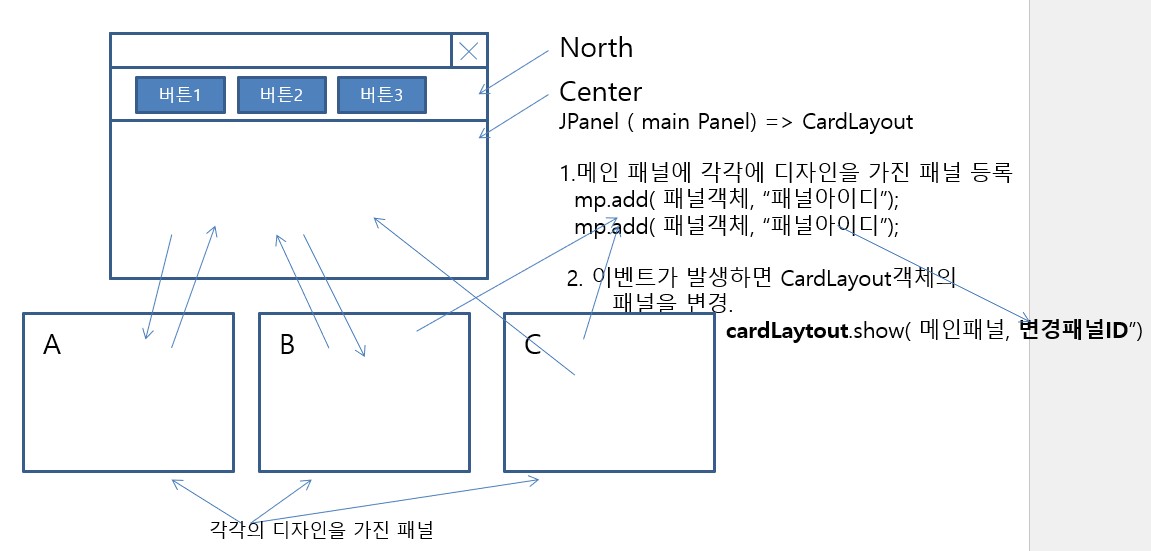 North
버튼1 버튼2 버튼3
Center
JPanel ( main Panel) => CardLayout
1.메인 패널에 각각에 디자인을 가진 패널 등록
mp.add( 패널객체, “패널아이디”);
mp.add( 패널객체, “패널아이디”);
2. 이벤트가 발생하면 CardLayout객체의
패널을 변경.
cardLaytout.show( 메인패널, 변경패널ID”)
A B C
각각의 디자인을 가진 패널